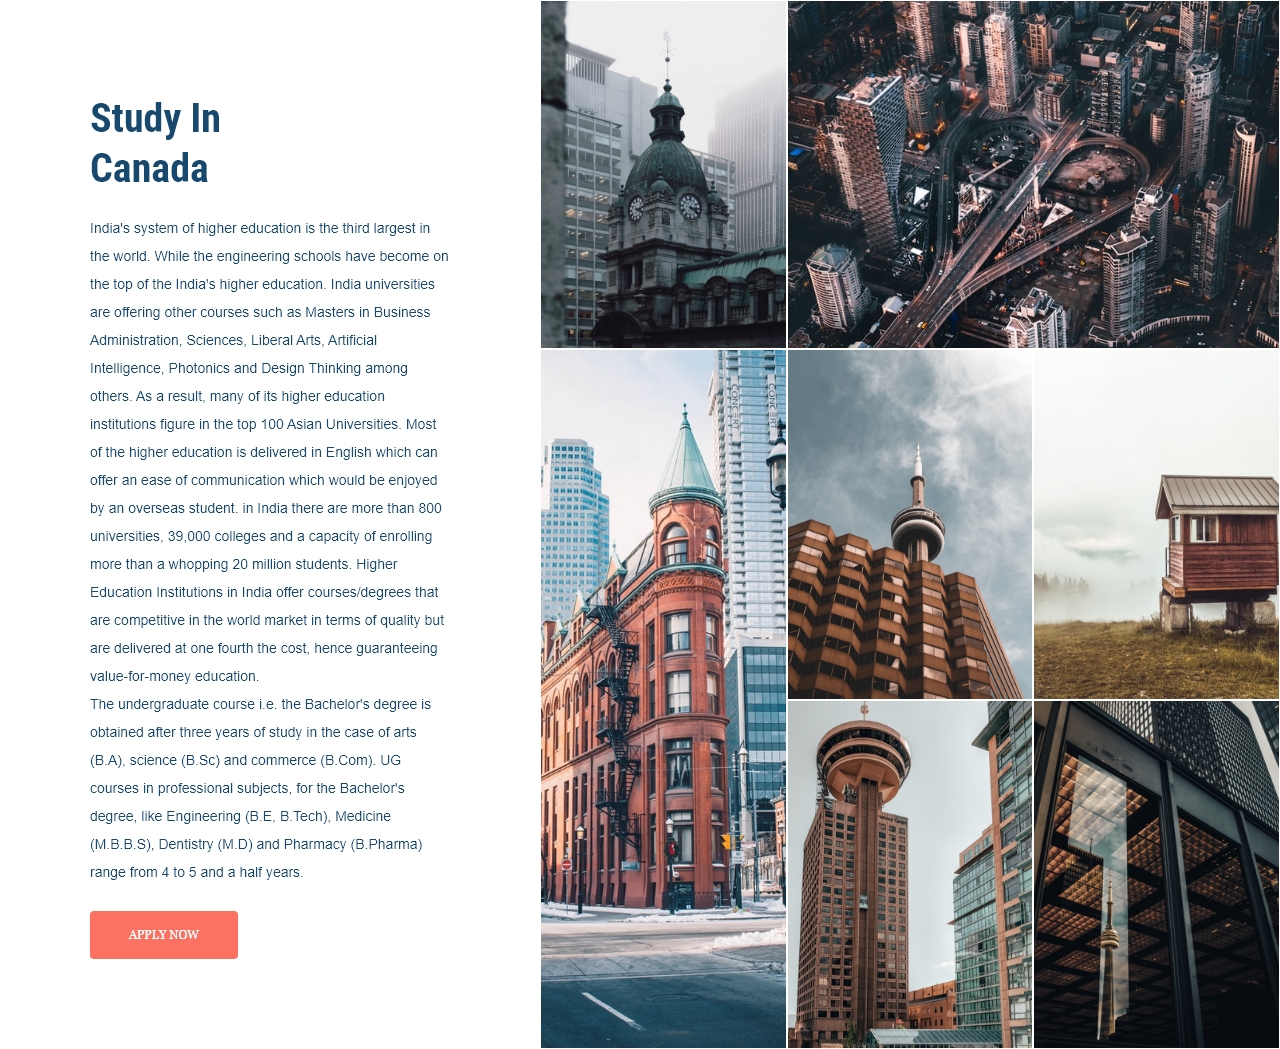 Study In
Canada
India's system of higher education is the third largest in
the world. While the engineering schools have become on
the top of the India's higher education. India universities
are offering other courses such as Masters in Business
Administration, Sciences, Liberal Arts, Artificial
Intelligence, Photonics and Design Thinking among
others. As a result, many of its higher education
institutions figure in the top 100 Asian Universities. Most
of the higher education is delivered in English which can
offer an ease of communication which would be enjoyed
by an overseas student. in India there are more than 800
universities, 39,000 colleges and a capacity of enrolling
more than a whopping 20 million students. Higher
Education Institutions in India offer courses/degrees that
are competitive in the world market in terms of quality but
are delivered at one fourth the cost, hence guaranteeing
value-for-money education.
The undergraduate course i.e. the Bachelor's degree is
obtained after three years of study in the case of arts
(B.A), science (B.Sc) and commerce (B.Com). UG
courses in professional subjects, for the Bachelor's
degree, like Engineering (B.E, B.Tech), Medicine
(M.B.B.S), Dentistry (M.D) and Pharmacy (B.Pharma)
range from 4 to 5 and a half years.
APPLY NOW